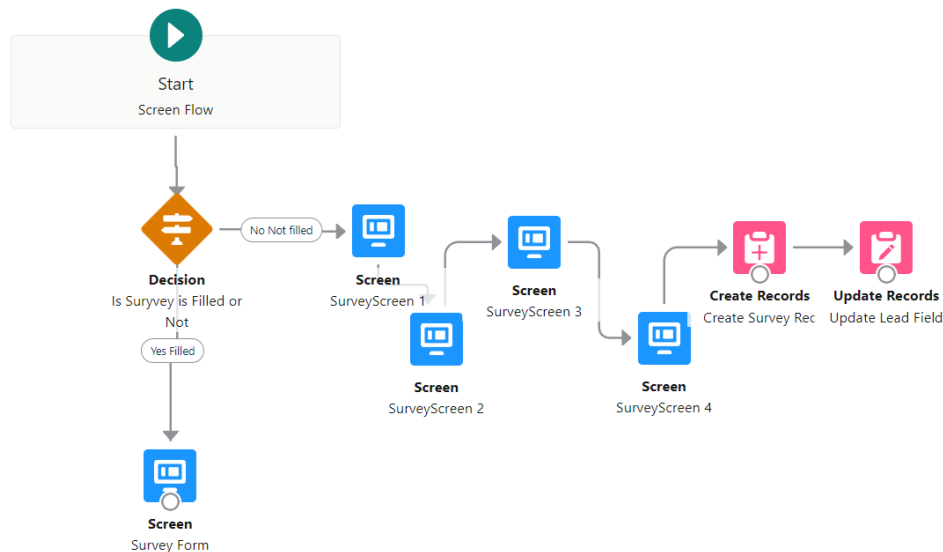 Start
Screen Flow
No Not filled
Decision
Is Suryvey is Filled or
Not
Yes Filled
Screen
Survey Form
Screen
SurveyScreen 1
Screen
SurveyScreen 2
Screen
SurveyScreen 3
Screen
SurveyScreen 4
Create Records
Create Survey Rec
Update Records
Update Lead Field